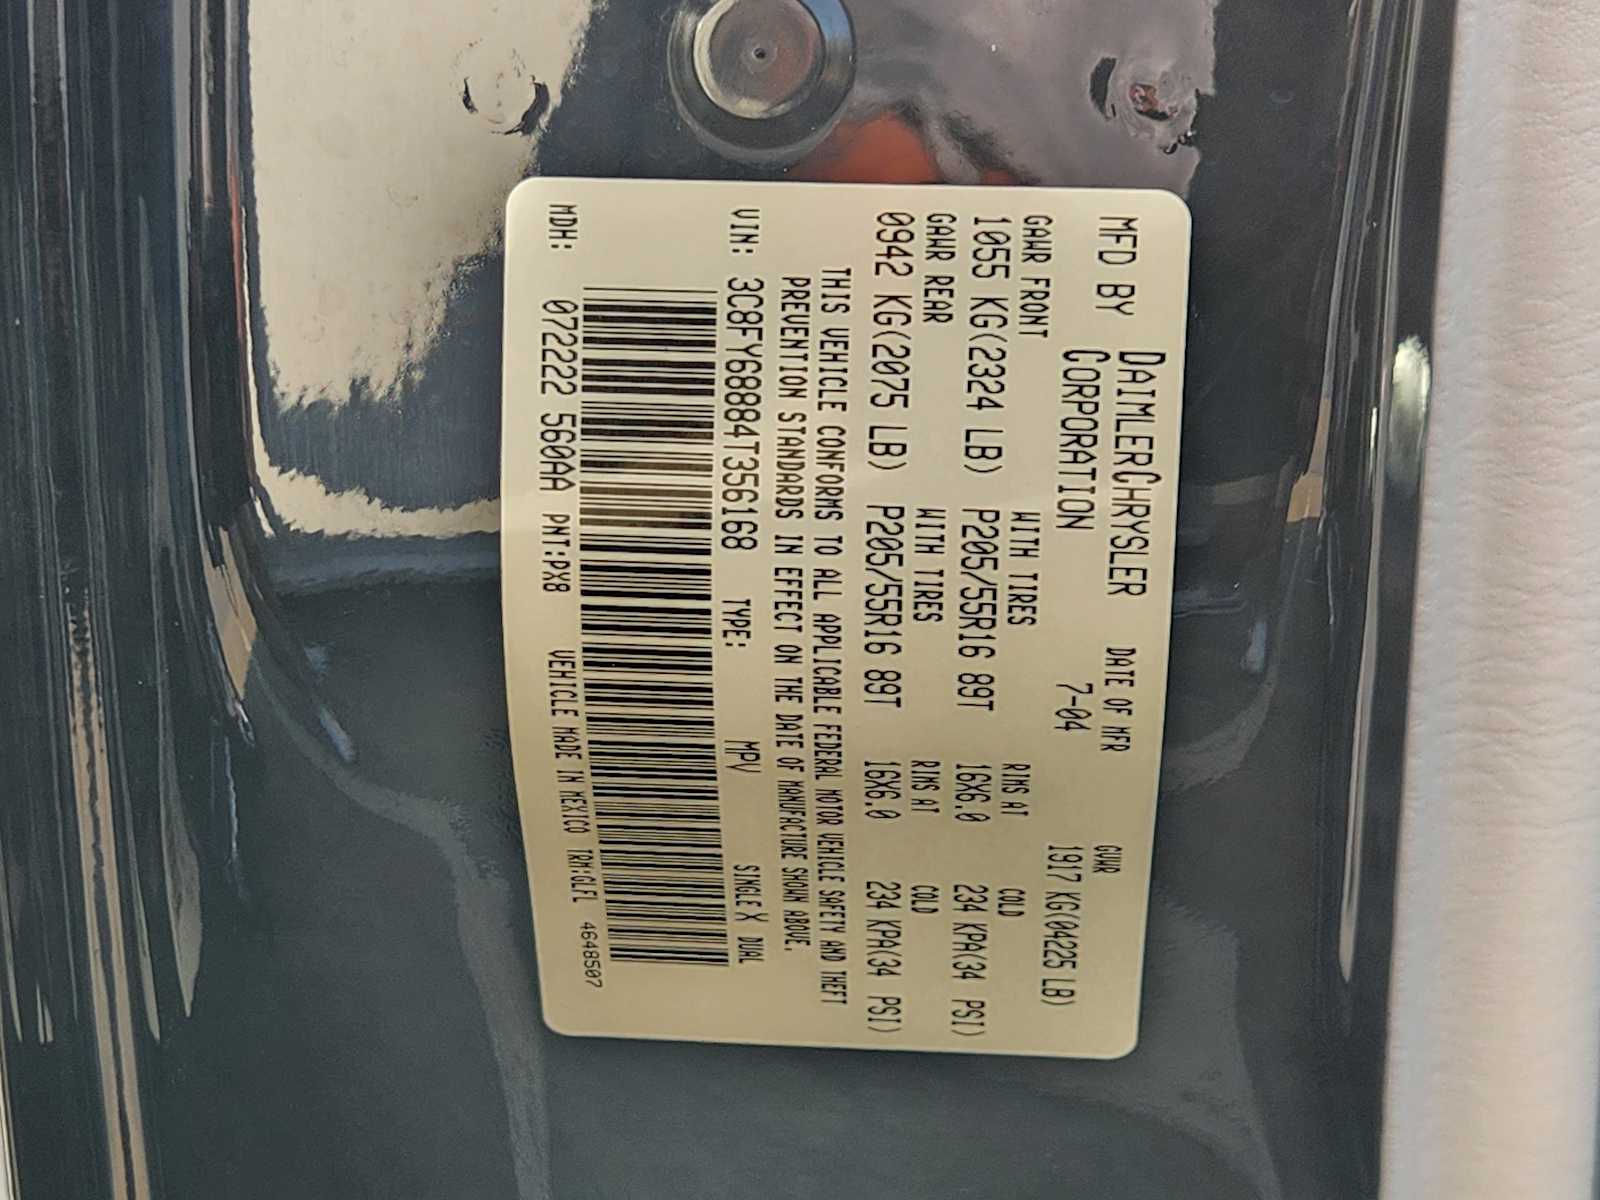 MFD BY DAIMLERCHRYSLER CORPORATION DATE OF MFR 7-04 GVWR 1917 KG(04225 LB)
GAWR FRONT WITH TIRES RIMS AT COLD
1055 KG(2324 LB) P205/55R16 89T 16X6.0 234 KPA(34 PSI)
GAWR REAR WITH TIRES RIMS AT COLD
0942 KG(2075 LB) P205/55R16 89T 16X6.0 234 KPA(34 PSI)
THIS VEHICLE CONFORMS TO ALL APPLICABLE FEDERAL MOTOR VEHICLE SAFETY AND THEFT
PREVENTION STANDARDS IN EFFECT ON THE DATE OF MANUFACTURE SHOWN ABOVE.
VIN: 3C8FY68884T356168 TYPE: MPV SINGLE X DUAL
MDH: 072222 560AA PNT:PX8 VEHICLE MADE IN MEXICO TRM:GLFL 4648507